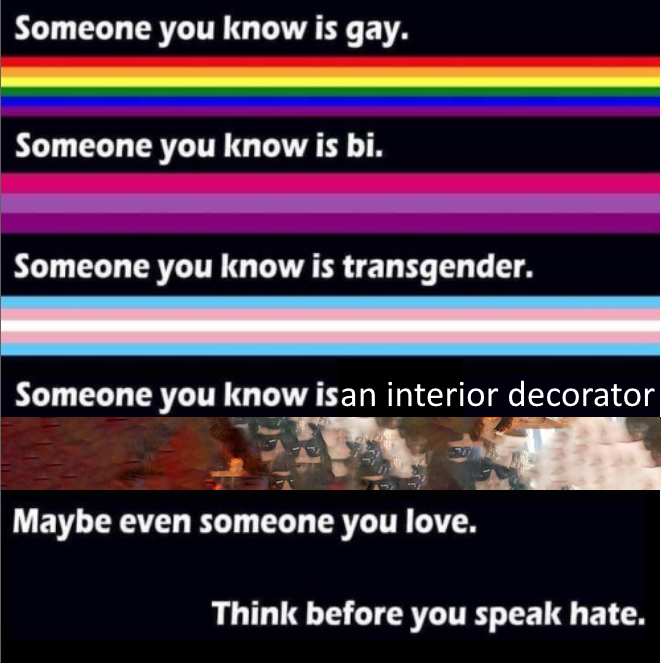 Someone you know is gay.
Someone you know is bi.
Someone you know is transgender.
Someone you know is an interior decorator
Maybe even someone you love.
Think before you speak hate.